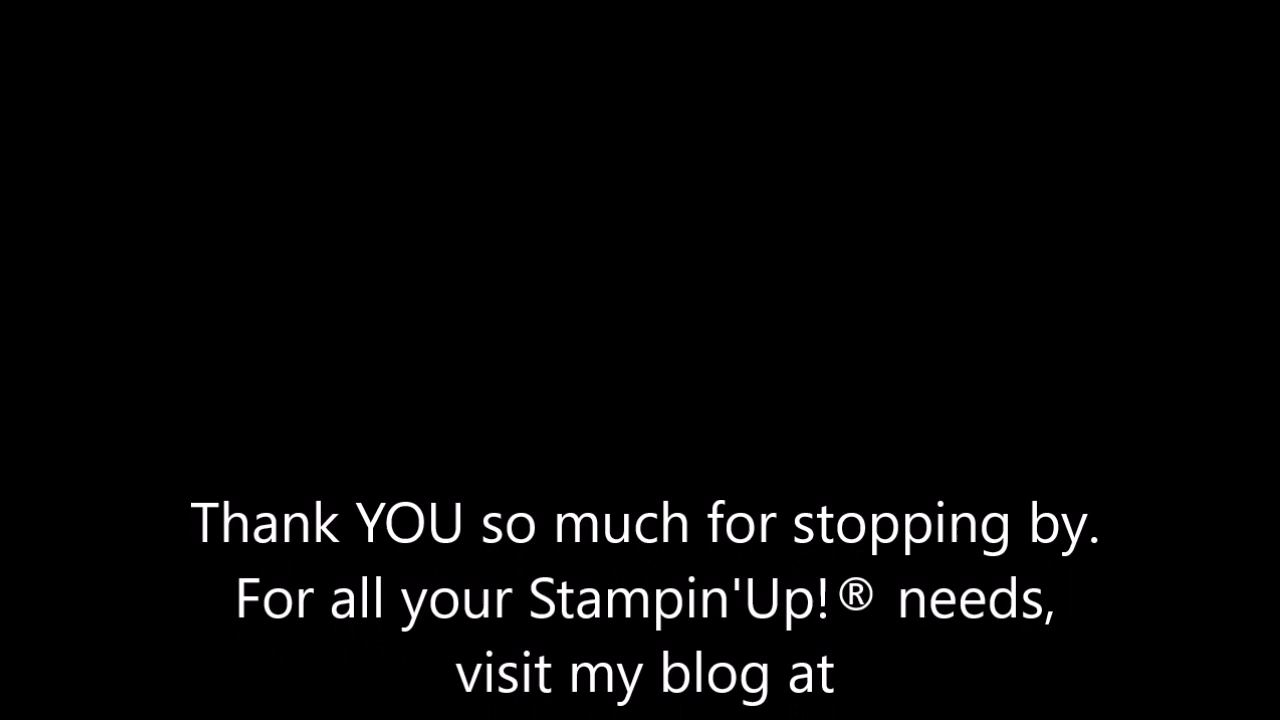 Thank YOU so much for stopping by.
For all your Stampin'Up!® needs,
visit my blog at